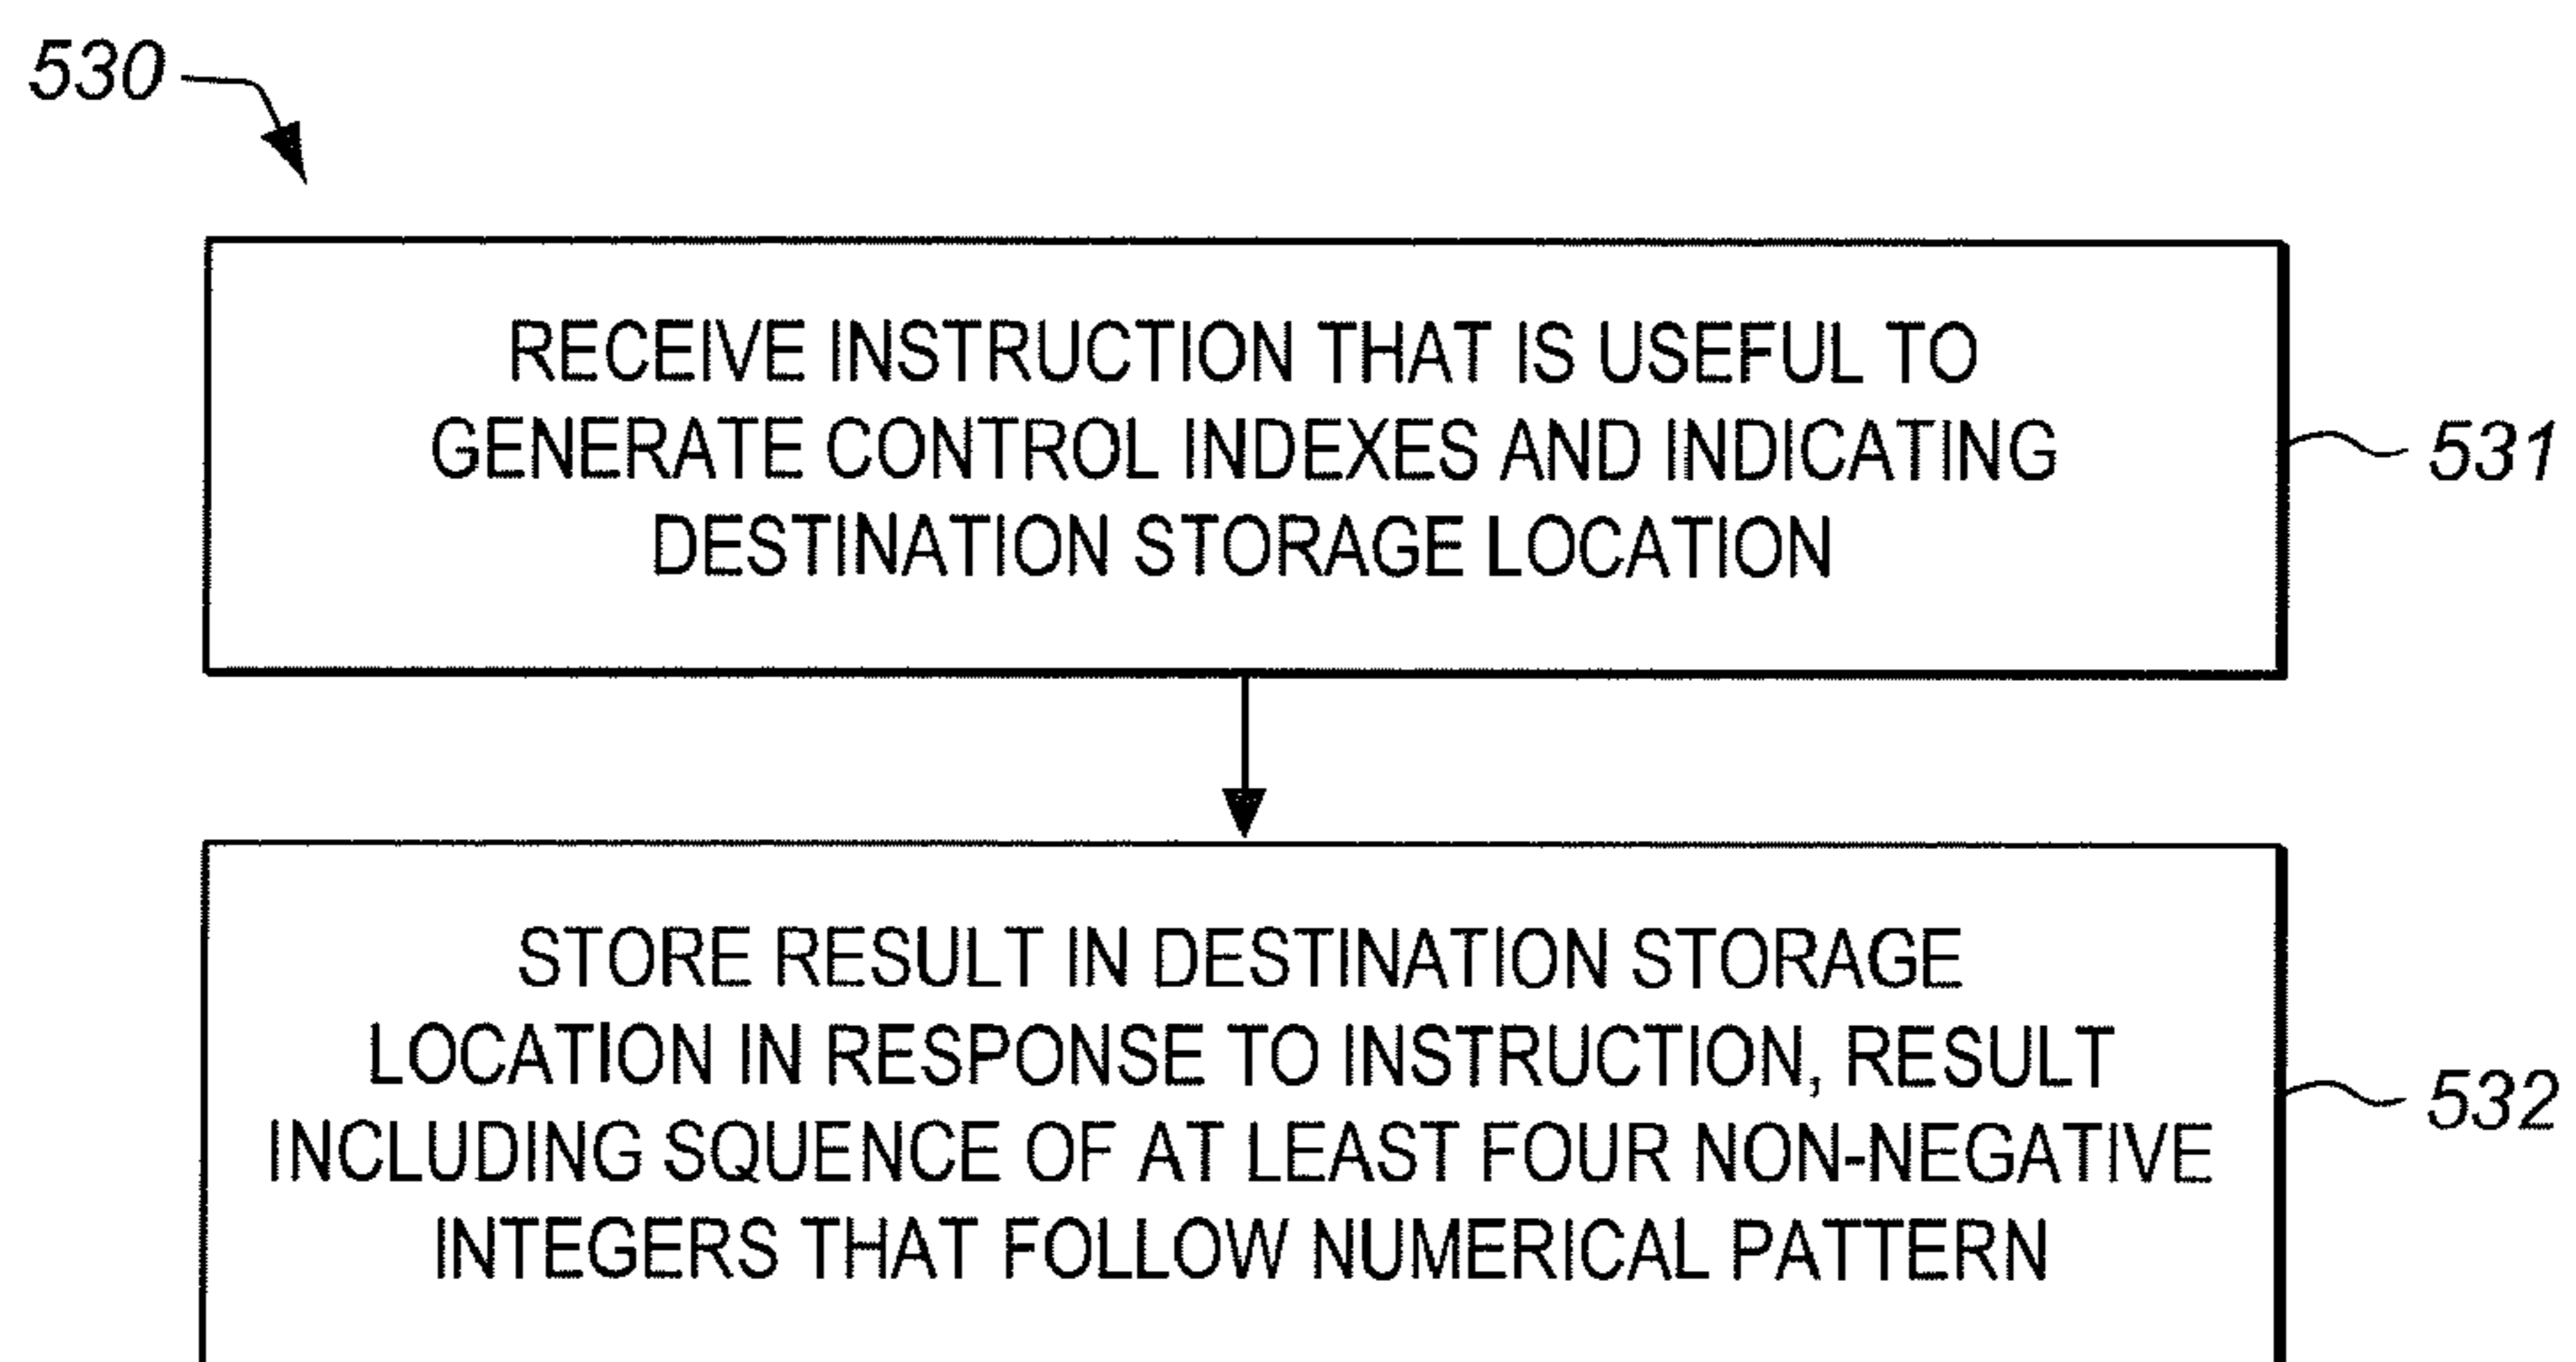 530
RECEIVE INSTRUCTION THAT IS USEFUL TO
GENERATE CONTROL INDEXES AND INDICATING
DESTINATION STORAGE LOCATION
531
STORE RESULT IN DESTINATION STORAGE
LOCATION IN RESPONSE TO INSTRUCTION, RESULT
INCLUDING SQUENCE OF AT LEAST FOUR NON-NEGATIVE
INTEGERS THAT FOLLOW NUMERICAL PATTERN
532